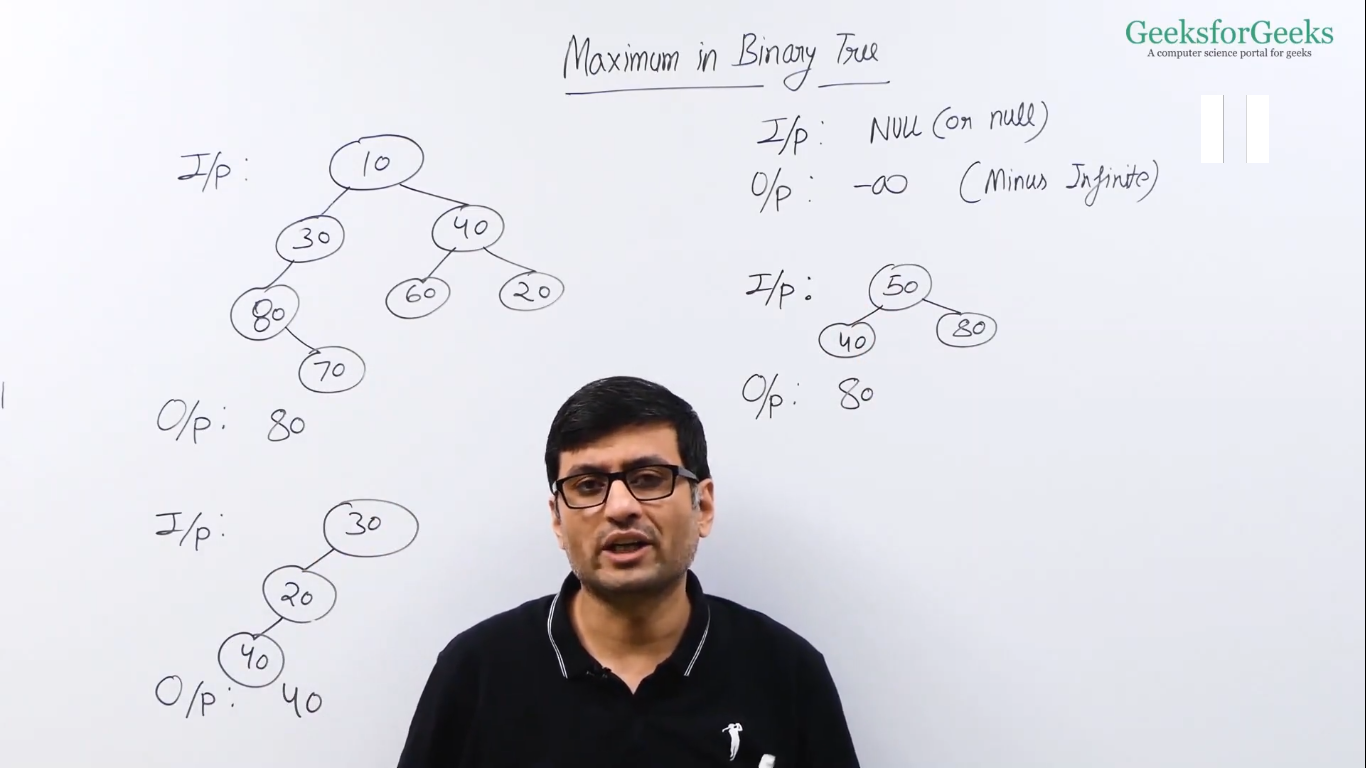 GeeksforGeeks
A computer science portal for geeks
Maximum in Binary Tree
I/p:
10
30
40
80
60
20
70
O/p: 80
I/p:
30
20
40
O/p: 40
I/p: NULL (or null)
O/p: -∞ (Minus Infinite)
I/p:
50
40
80
O/p: 80